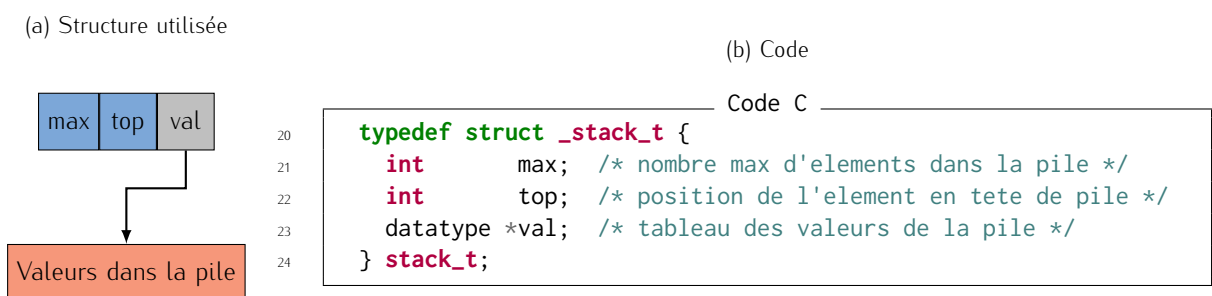 (a) Structure utilisée
max top val
Valeurs dans la pile
(b) Code
Code C
20 typedef struct _stack_t {
21 int max; /* nombre max d'elements dans la pile */
22 int top; /* position de l'element en tete de pile */
23 datatype *val; /* tableau des valeurs de la pile */
24 } stack_t;